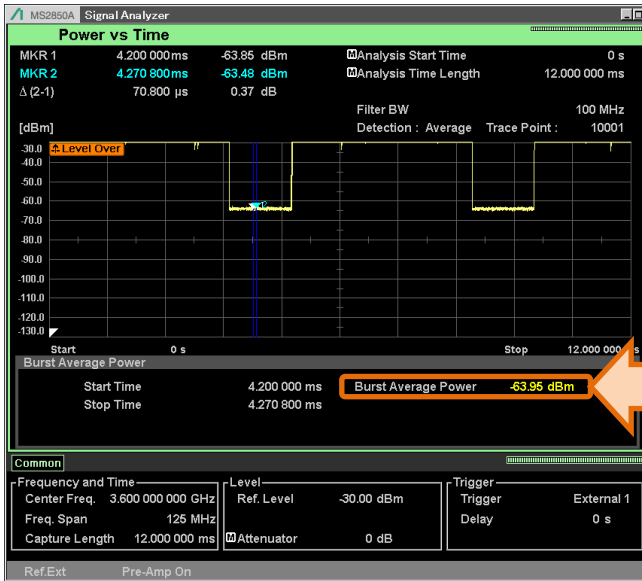 MS2850A Signal Analyzer
Power vs Time
MKR 1 4.200 000ms -63.85 dBm MAnalysis Start Time 0 s
MKR 2 4.270 800ms -63.48 dBm MAnalysis Time Length 12.000 000 ms
Δ (2-1) 70.800 µs 0.37 dB
Filter BW 100 MHz
[dBm] Detection : Average Trace Point : 10001
Level Over
-30.0
-40.0
-50.0
-60.0
-70.0
-80.0
-90.0
-100.0
-110.0
-120.0
-130.0
2
Start 0 s Stop 12.000 000 s
Burst Average Power
Start Time 4.200 000 ms Burst Average Power -63.95 dBm
Stop Time 4.270 800 ms
Common
Frequency and Time Level Trigger
Center Freq. 3.600 000 000 GHz Ref. Level -30.00 dBm Trigger External 1
Freq. Span 125 MHz Delay 0 s
Capture Length 12.000 000 ms MAttenuator 0 dB
Ref.Ext Pre-Amp On